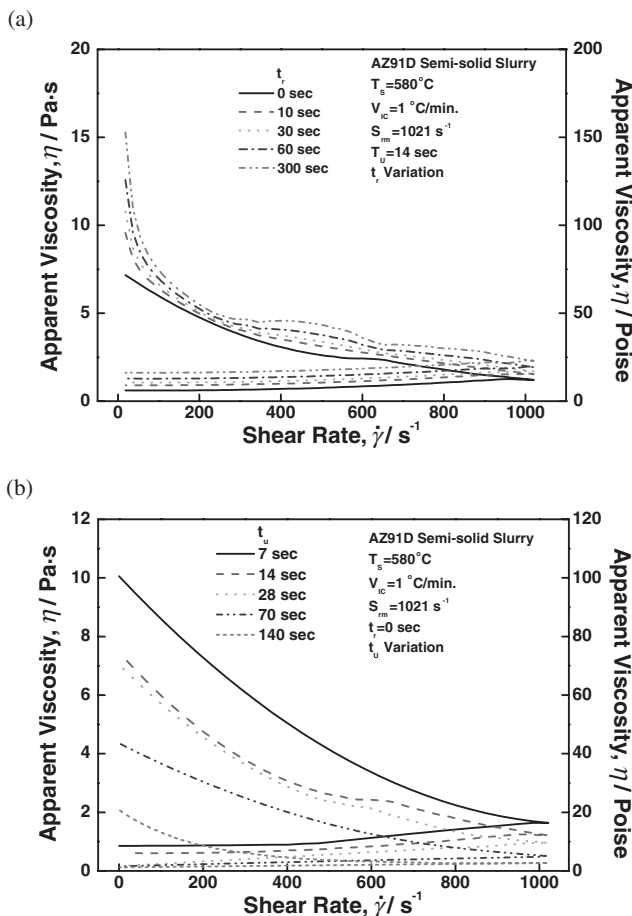 (a)
20
15
10
5
0
Apparent Viscosity, η / Pa·s
t_r
0 sec
10 sec
30 sec
60 sec
300 sec
AZ91D Semi-solid Slurry
T_S=580°C
V_IC=1 °C/min.
S_rm=1021 s⁻¹
T_U=14 sec
t_r Variation
200
150
100
50
0
Apparent Viscosity, η / Poise
0 200 400 600 800 1000
Shear Rate, γ̇ / s⁻¹
(b)
12
10
8
6
4
2
0
Apparent Viscosity, η / Pa·s
t_u
7 sec
14 sec
28 sec
70 sec
140 sec
AZ91D Semi-solid Slurry
T_S=580°C
V_IC=1 °C/min.
S_rm=1021 s⁻¹
t_r=0 sec
t_U Variation
120
100
80
60
40
20
0
Apparent Viscosity, η / Poise
0 200 400 600 800 1000
Shear Rate, γ̇ / s⁻¹